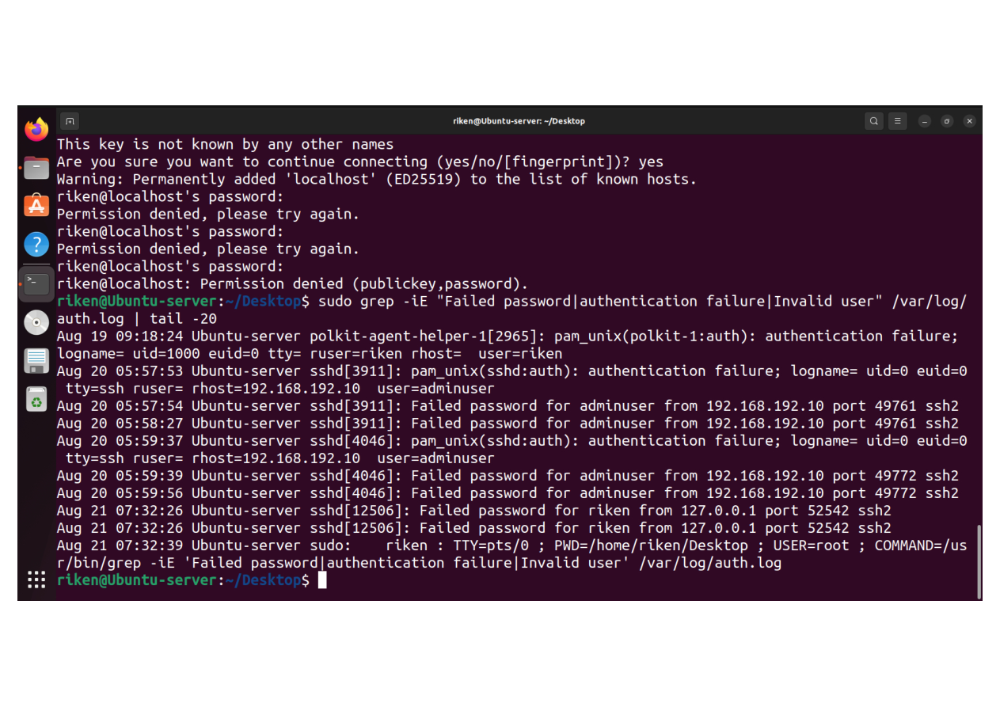 riken@Ubuntu-server: ~/Desktop
This key is not known by any other names
Are you sure you want to continue connecting (yes/no/[fingerprint])? yes
Warning: Permanently added 'localhost' (ED25519) to the list of known hosts.
riken@localhost's password:
Permission denied, please try again.
riken@localhost's password:
Permission denied, please try again.
riken@localhost's password:
riken@localhost: Permission denied (publickey,password).
riken@Ubuntu-server:~/Desktop$ sudo grep -iE "Failed password|authentication failure|Invalid user" /var/log/
auth.log | tail -20
Aug 19 09:18:24 Ubuntu-server polkit-agent-helper-1[2965]: pam_unix(polkit-1:auth): authentication failure;
logname= uid=1000 euid=0 tty= ruser=riken rhost=  user=riken
Aug 20 05:57:53 Ubuntu-server sshd[3911]: pam_unix(sshd:auth): authentication failure; logname= uid=0 euid=0
 tty=ssh ruser= rhost=192.168.192.10  user=adminuser
Aug 20 05:57:54 Ubuntu-server sshd[3911]: Failed password for adminuser from 192.168.192.10 port 49761 ssh2
Aug 20 05:58:27 Ubuntu-server sshd[3911]: Failed password for adminuser from 192.168.192.10 port 49761 ssh2
Aug 20 05:59:37 Ubuntu-server sshd[4046]: pam_unix(sshd:auth): authentication failure; logname= uid=0 euid=0
 tty=ssh ruser= rhost=192.168.192.10  user=adminuser
Aug 20 05:59:39 Ubuntu-server sshd[4046]: Failed password for adminuser from 192.168.192.10 port 49772 ssh2
Aug 20 05:59:56 Ubuntu-server sshd[4046]: Failed password for adminuser from 192.168.192.10 port 49772 ssh2
Aug 21 07:32:26 Ubuntu-server sshd[12506]: Failed password for riken from 127.0.0.1 port 52542 ssh2
Aug 21 07:32:26 Ubuntu-server sshd[12506]: Failed password for riken from 127.0.0.1 port 52542 ssh2
Aug 21 07:32:39 Ubuntu-server sudo:    riken : TTY=pts/0 ; PWD=/home/riken/Desktop ; USER=root ; COMMAND=/us
r/bin/grep -iE 'Failed password|authentication failure|Invalid user' /var/log/auth.log
riken@Ubuntu-server:~/Desktop$